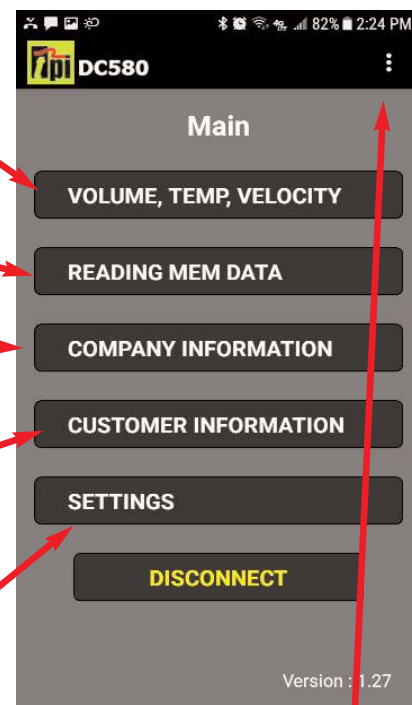 82% 2:24 PM
TPi DC580
Main
VOLUME, TEMP, VELOCITY
READING MEM DATA
COMPANY INFORMATION
CUSTOMER INFORMATION
SETTINGS
DISCONNECT
Version : 1.27